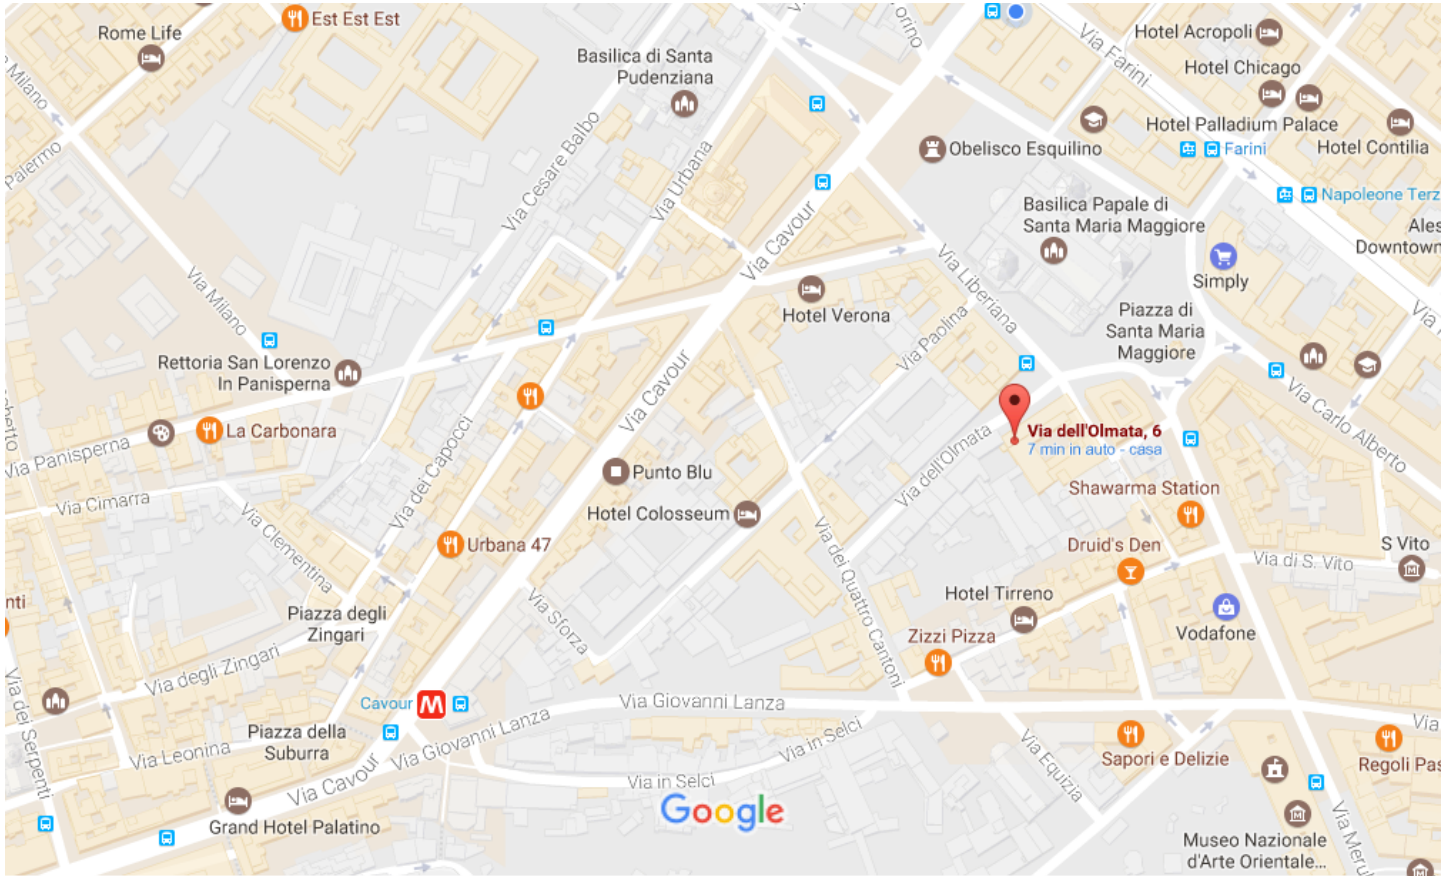 Est Est Est
Rome Life
Hotel Acropoli
Via Farini
Basilica di Santa
Pudenziana
Hotel Chicago
Via Milano
Hotel Palladium Palace
Obelisco Esquilino
Farini
Hotel Contilia
Palermo
Via Cesare Balbo
Via Urbana
Napoleone Terz
Basilica Papale di
Santa Maria Maggiore
Ales
Downtown
Via Cavour
Simply
Via Milano
Via Liberiana
Hotel Verona
Piazza di
Santa Maria
Maggiore
Via Paolina
Rettoria San Lorenzo
In Panisperna
Via Cavour
Via Carlo Alberto
La Carbonara
Via Panisperna
Via dell'Olmata, 6
7 min in auto - casa
Via dei Capocci
Via dell'Olmata
Punto Blu
Shawarma Station
Via Cimarra
Hotel Colosseum
Via Clementina
Urbana 47
Druid's Den
S Vito
Via di S. Vito
Via dei Quattro Cantoni
Hotel Tirreno
nti
Piazza degli
Zingari
Via Sforza
Vodafone
Zizzi Pizza
Via degli Zingari
Cavour
M
Via Giovanni Lanza
Via dei Serpenti
Piazza della
Suburra
Via Giovanni Lanza
Via in Selci
Via
Via Leonina
Via Equizia
Sapori e Delizie
Regoli Pas
Via Cavour
Via in Selci
Google
Grand Hotel Palatino
Museo Nazionale
d'Arte Orientale...
Via Meru